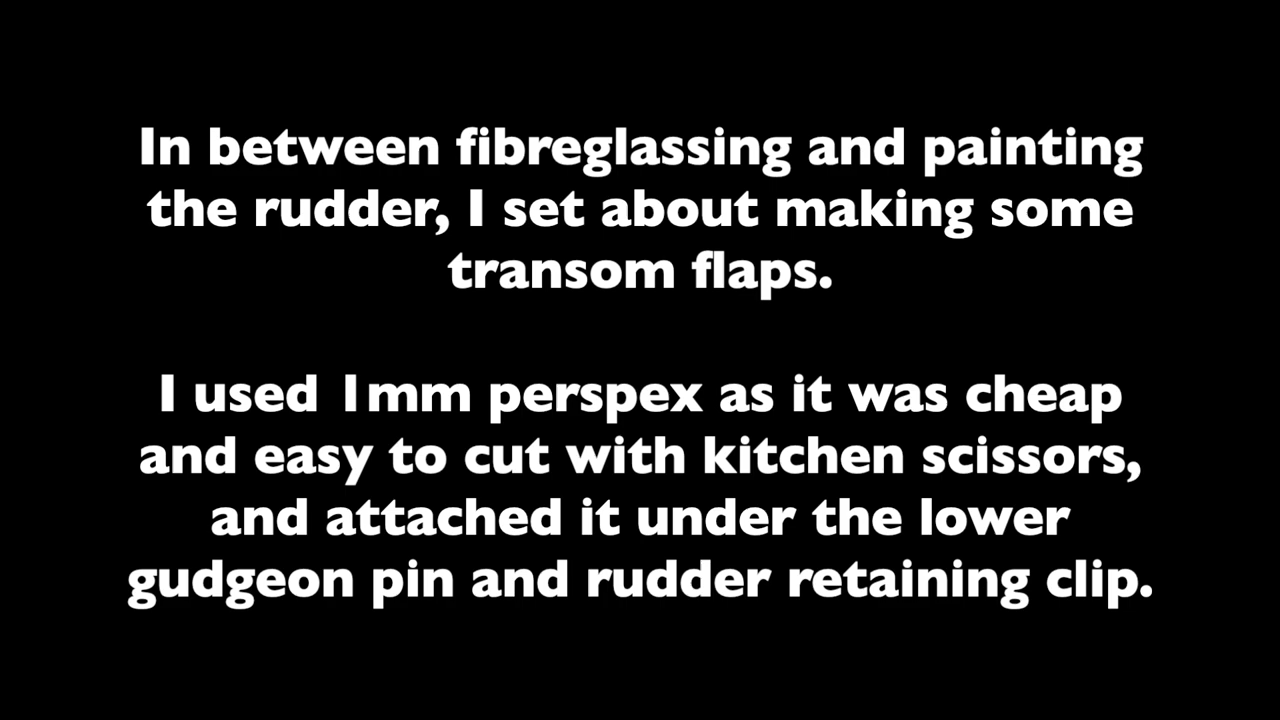 In between fibreglassing and painting
the rudder, I set about making some
transom flaps.
I used 1mm perspex as it was cheap
and easy to cut with kitchen scissors,
and attached it under the lower
gudgeon pin and rudder retaining clip.